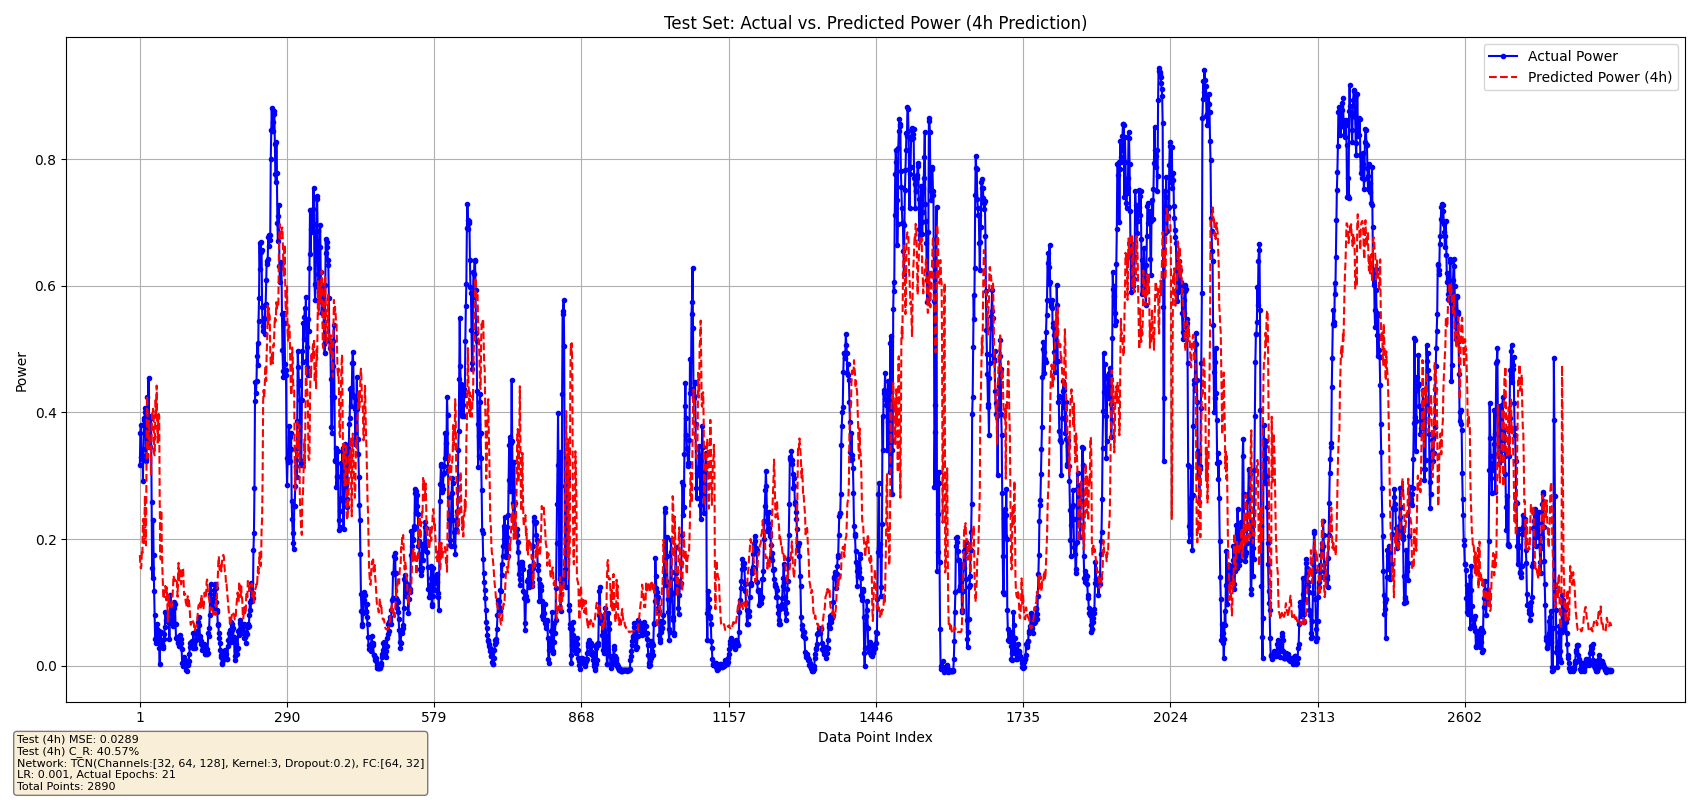 Test Set: Actual vs. Predicted Power (4h Prediction)
Actual Power
Predicted Power (4h)
Power
0.8
0.6
0.4
0.2
0.0
1 290 579 868 1157 1446 1735 2024 2313 2602
Data Point Index
Test (4h) MSE: 0.0289
Test (4h) C_R: 40.57%
Network: TCN(Channels:[32, 64, 128], Kernel:3, Dropout:0.2), FC:[64, 32]
LR: 0.001, Actual Epochs: 21
Total Points: 2890